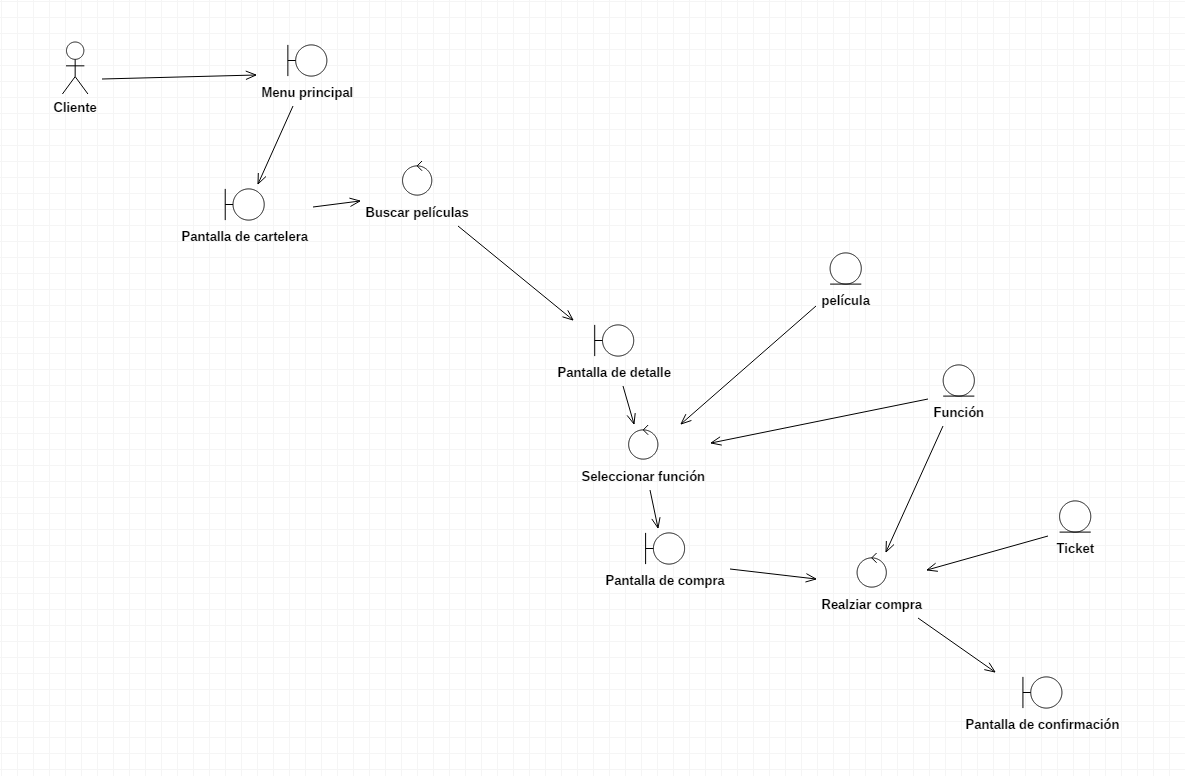 Cliente
Menu principal
Pantalla de cartelera
Buscar películas
película
Pantalla de detalle
Función
Seleccionar función
Ticket
Pantalla de compra
Realziar compra
Pantalla de confirmación